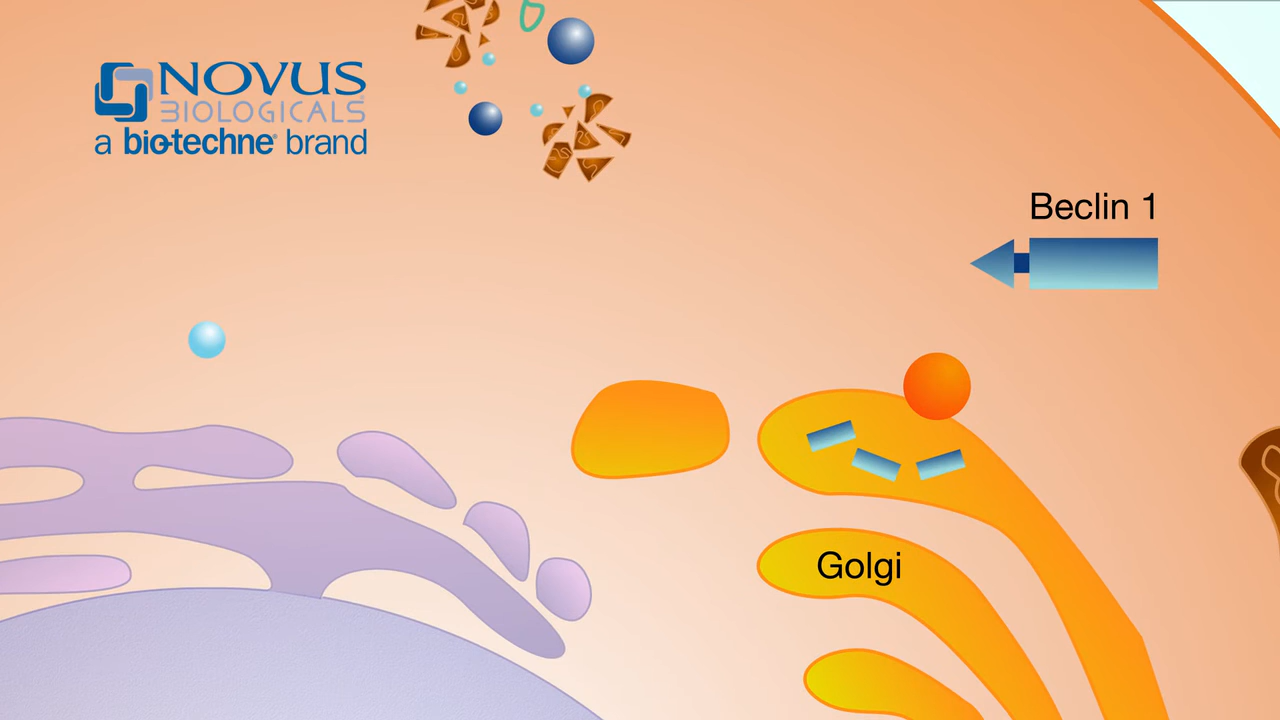 NOVUS
BIOLOGICALS
a bio-techne® brand
Beclin 1
Golgi